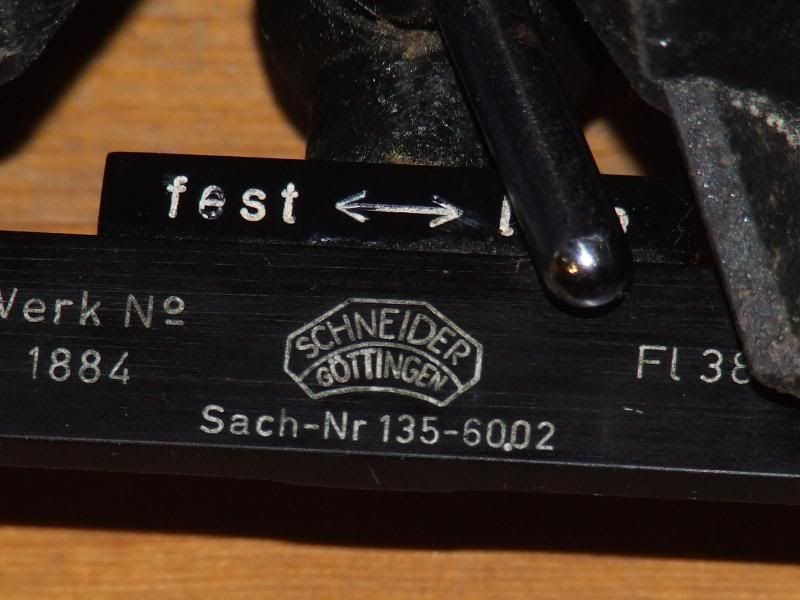 fest ↔
Werk Nº
1884
SCHNEIDER
GÖTTINGEN
Fl 38
Sach-Nr 135-60.02